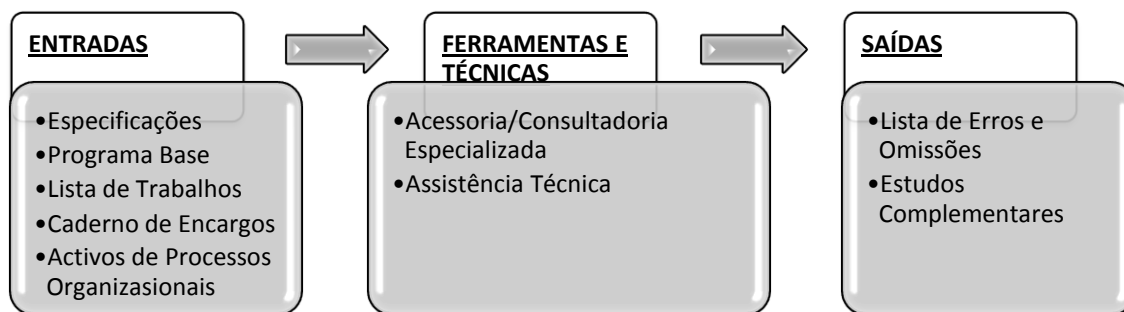 ENTRADAS
•Especificações
•Programa Base
•Lista de Trabalhos
•Caderno de Encargos
•Activos de Processos
Organizasionais
FERRAMENTAS E
TÉCNICAS
•Acessoria/Consultadoria
Especializada
•Assistência Técnica
SAÍDAS
•Lista de Erros e
Omissões
•Estudos
Complementares